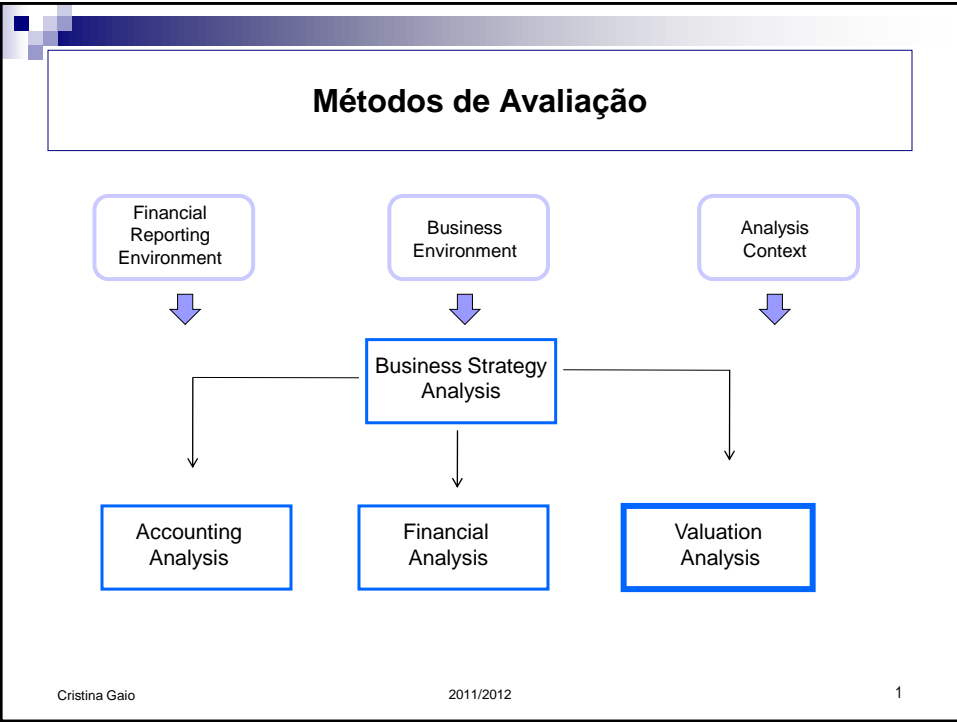 Métodos de Avaliação
Financial
Reporting
Environment
Business
Environment
Analysis
Context
Business Strategy
Analysis
Accounting
Analysis
Financial
Analysis
Valuation
Analysis
Cristina Gaio
2011/2012
1